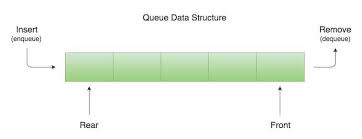 Queue Data Structure
Insert
(enqueue)
Remove
(dequeue)
Rear
Front